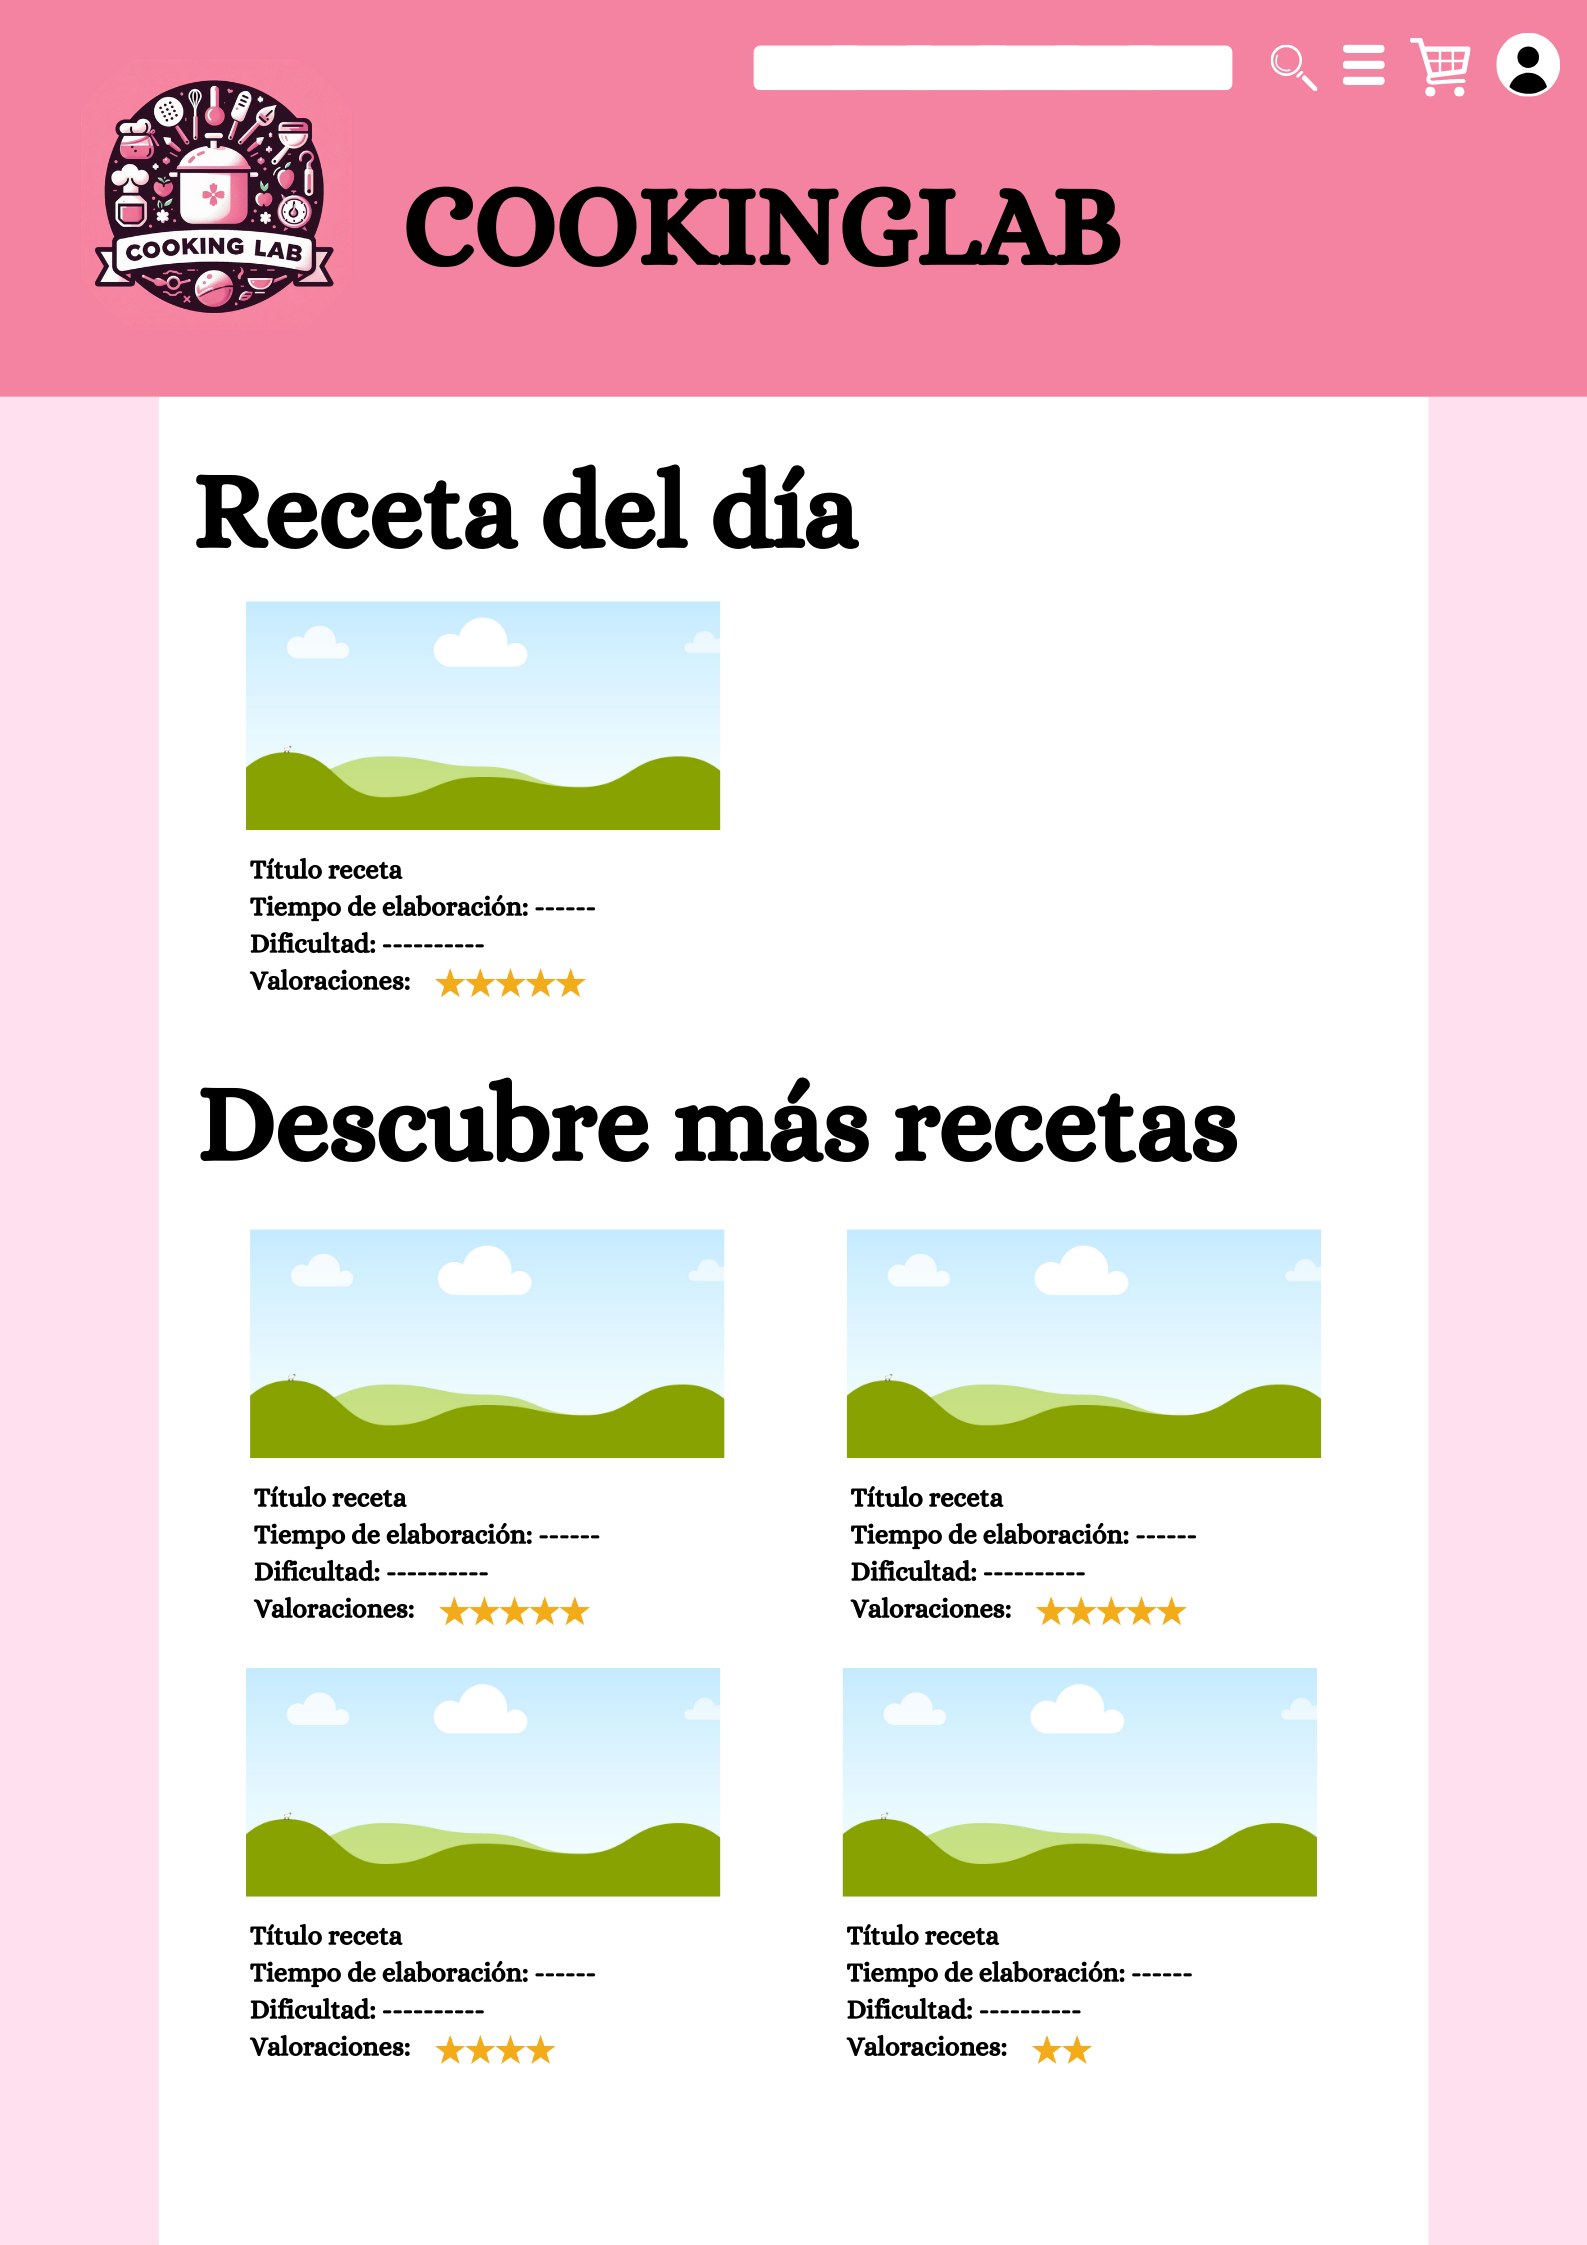 COOKING LAB
COOKINGLAB
Receta del día
Título receta
Tiempo de elaboración: ------
Dificultad: ----------
Valoraciones:
Descubre más recetas
Título receta
Tiempo de elaboración: ------
Dificultad: ----------
Valoraciones:
Título receta
Tiempo de elaboración: ------
Dificultad: ----------
Valoraciones:
Título receta
Tiempo de elaboración: ------
Dificultad: ----------
Valoraciones:
Título receta
Tiempo de elaboración: ------
Dificultad: ----------
Valoraciones: